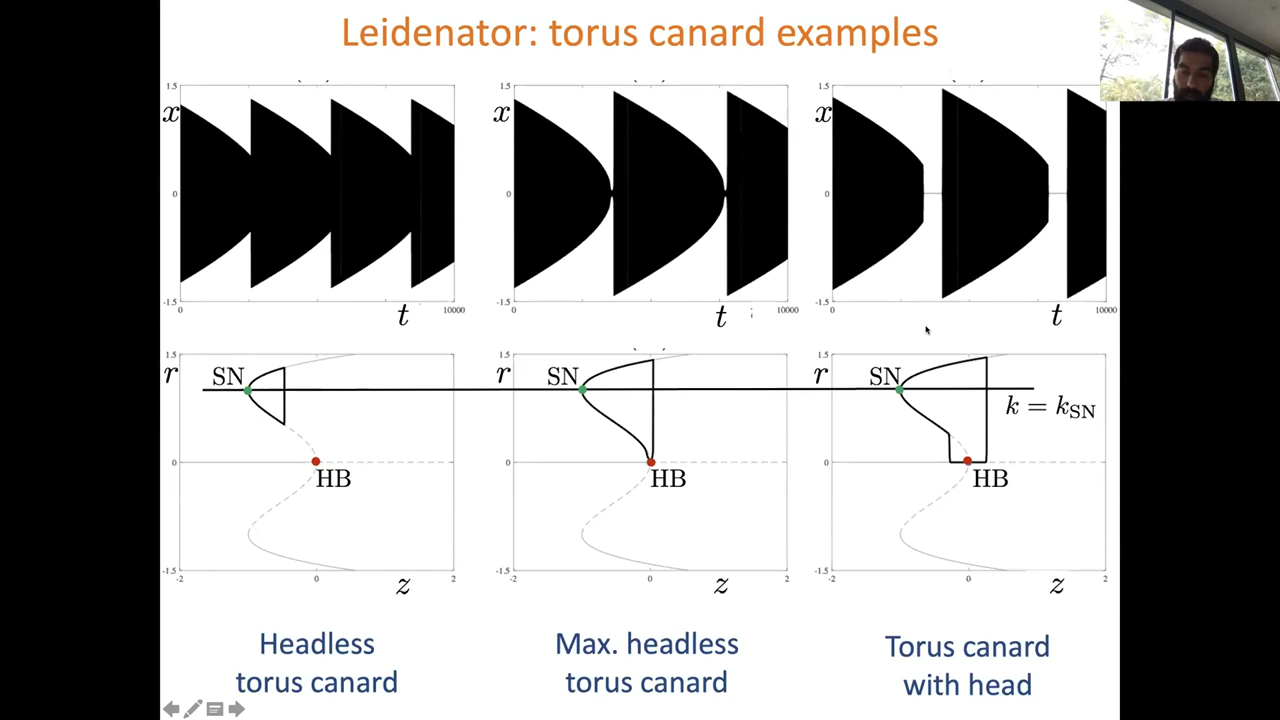 Leidenator: torus canard examples
1.5
x
0
-1.5
0
t
10000
1.5
x
0
-1.5
0
t
10000
1.5
x
0
-1.5
0
t
10000
1.5
r
SN
0
HB
-1.5
-2
0
z
2
1.5
r
SN
0
HB
-1.5
-2
0
z
2
1.5
r
SN
k = k_SN
0
HB
-1.5
-2
0
z
2
Headless
torus canard
Max. headless
torus canard
Torus canard
with head